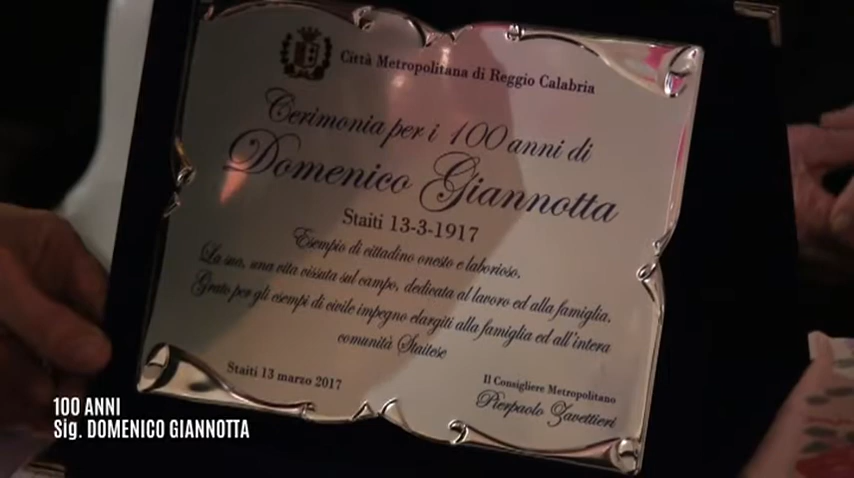 Città Metropolitana di Reggio Calabria
Cerimonia per i 100 anni di
Domenico Giannotta
Staiti 13-3-1917
Esempio di cittadino onesto e laborioso.
La sua, una vita vissuta sul campo, dedicata al lavoro ed alla famiglia.
Grato per gli esempi di civile impegno elargiti alla famiglia ed all'intera
comunità Staitese
Staiti 13 marzo 2017
Il Consigliere Metropolitano
Pierpaolo Zavettieri
100 ANNI
Sig. DOMENICO GIANNOTTA